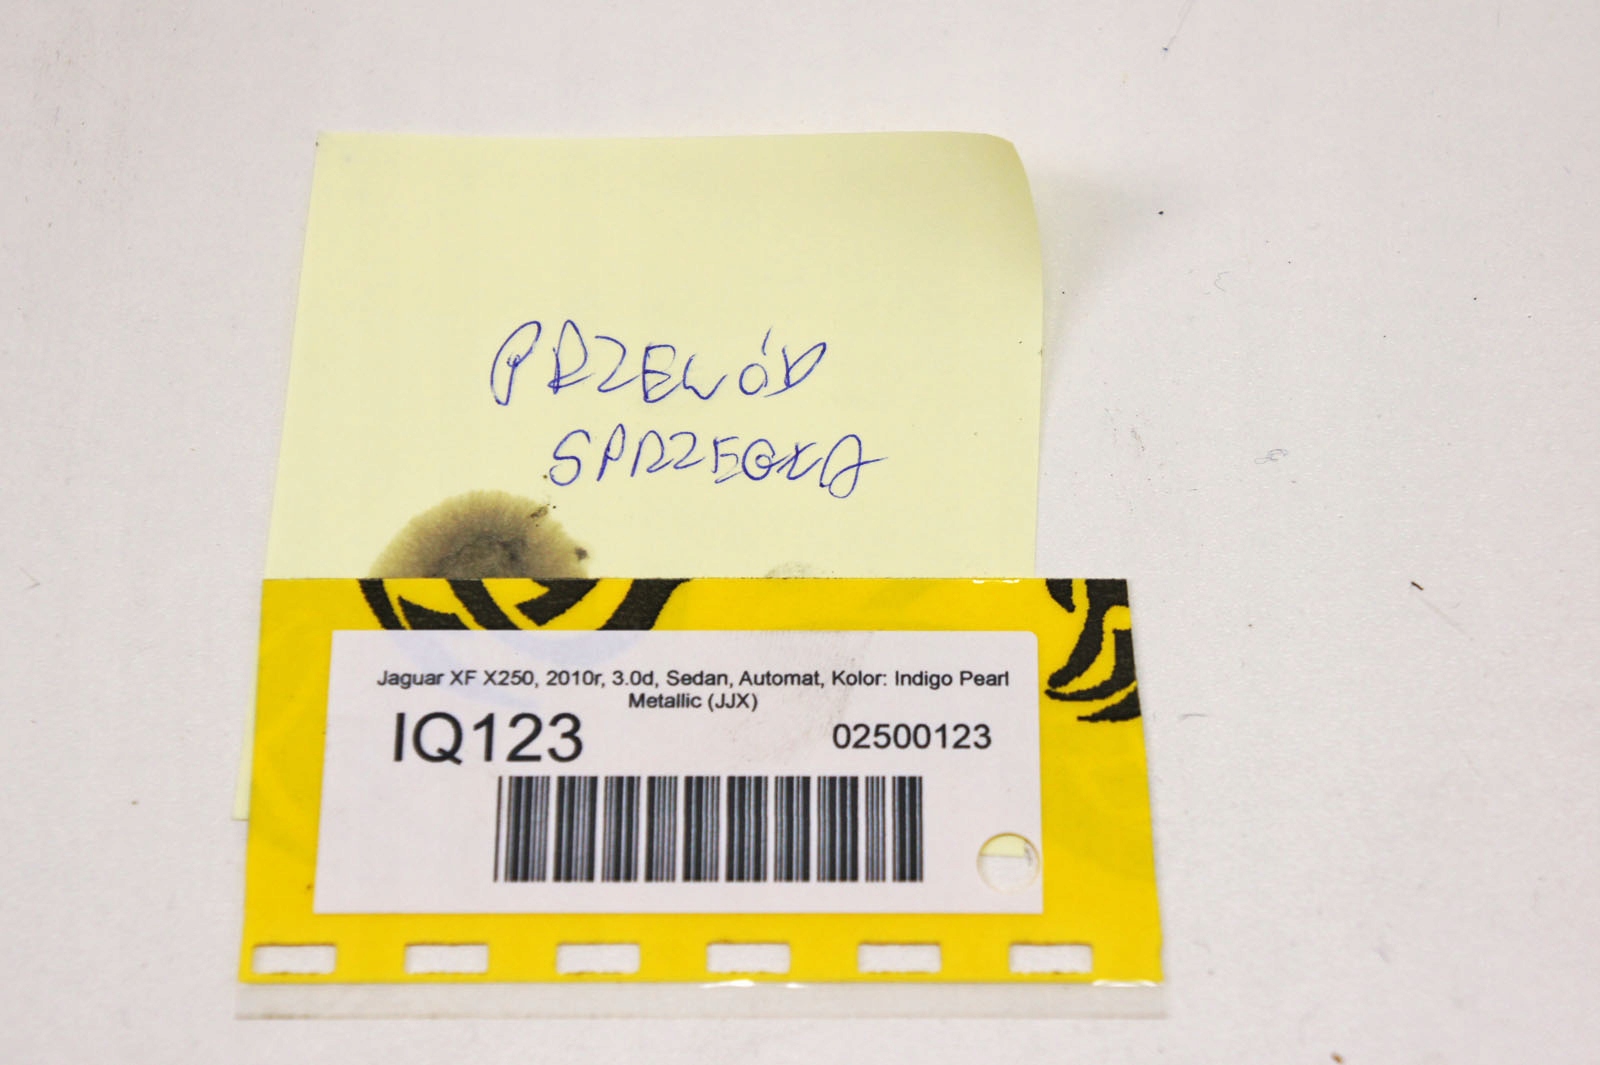 PRZEWÓD
SPRZĘGŁA
Jaguar XF X250, 2010r, 3.0d, Sedan, Automat, Kolor: Indigo Pearl
Metallic (JJX)
IQ123
02500123